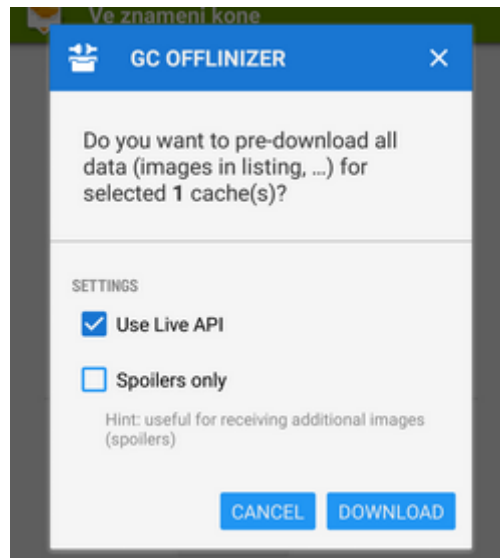 Ve znameni kone
GC OFFLINIZER
Do you want to pre-download all
data (images in listing, ...) for
selected 1 cache(s)?
SETTINGS
Use Live API
Spoilers only
Hint: useful for receiving additional images
(spoilers)
CANCEL DOWNLOAD